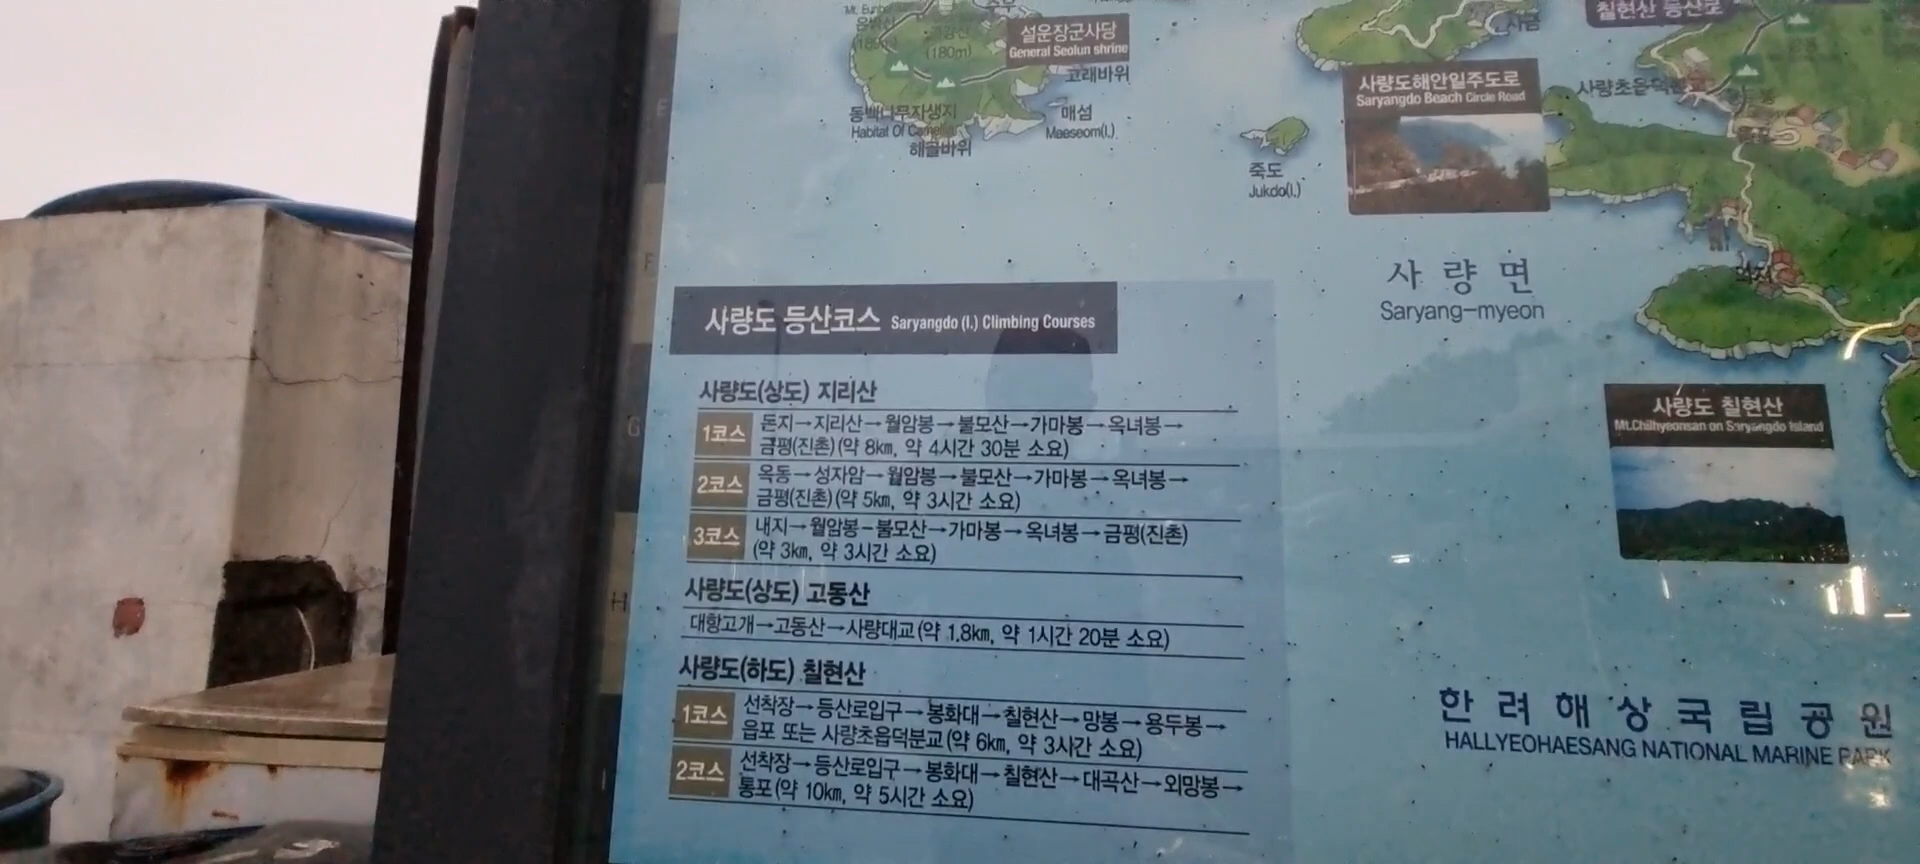 설운장군사당
General Seolun shrine
(180m)
고래바위
동백나무자생지
Habitat Of Camellia
해골바위
매섬
Maeseom(I.)
죽도
Jukdo(I.)
칠현산 등산로
사량도해안일주도로
Saryangdo Beach Circle Road
사량면
Saryang-myeon
사량도 등산코스 Saryangdo (I.) Climbing Courses
사량도(상도) 지리산
1코스 돈지→지리산→월암봉→불모산→가마봉→옥녀봉→
금평(진촌)(약 8km, 약 4시간 30분 소요)
2코스 옥동→성자암→월암봉→불모산→가마봉→옥녀봉→
금평(진촌)(약 5km, 약 3시간 소요)
3코스 내지→월암봉-불모산→가마봉→옥녀봉→금평(진촌)
(약 3km, 약 3시간 소요)
사량도(상도) 고동산
대항고개→고동산→사량대교(약 1.8km, 약 1시간 20분 소요)
사량도(하도) 칠현산
1코스 선착장→등산로입구→봉화대→칠현산→망봉→용두봉→
읍포 또는 사량초읍덕분교(약 6km, 약 3시간 소요)
2코스 선착장→등산로입구→봉화대→칠현산→대곡산→외망봉→
통포(약 10km, 약 5시간 소요)
사량도 칠현산
Mt.Chilhyeonsan on Saryangdo Island
한려해상국립공원
HALLYEOHAESANG NATIONAL MARINE PARK